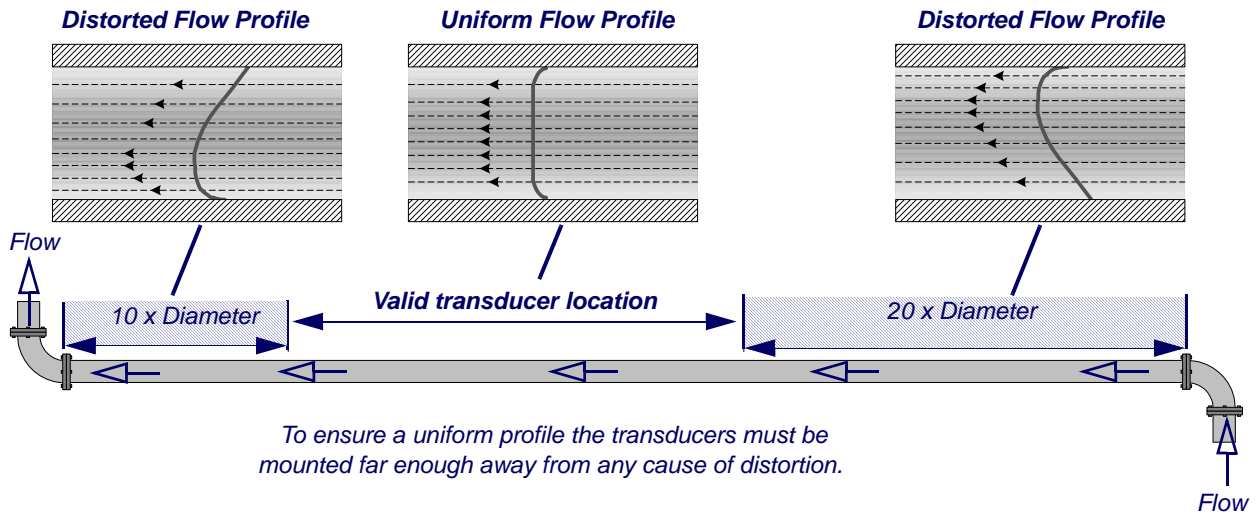 Distorted Flow Profile
Uniform Flow Profile
Distorted Flow Profile
Flow
10 x Diameter
Valid transducer location
20 x Diameter
To ensure a uniform profile the transducers must be
mounted far enough away from any cause of distortion.
Flow